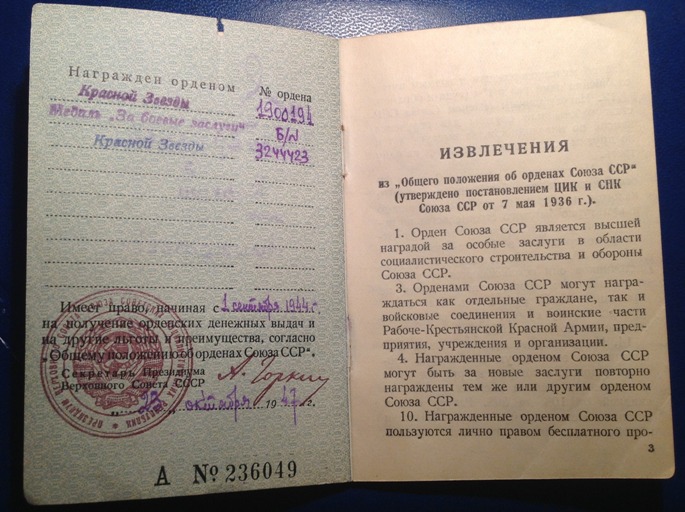 Награжден орденом
№ ордена
Красной Звезды
1900194
Медаль „За боевые заслуги“
Б/№
Красной Звезды
3244423
Имеет право, начиная с 1 сентября 1944 г.
на получение орденских денежных выдач и
на другие льготы и преимущества, согласно
„Общему положению об орденах Союза ССР“.
Секретарь Президиума
Верховного Совета СССР
А. Горкин
„23“ октября 1947 г.
А № 236049
ИЗВЛЕЧЕНИЯ
из „Общего положения об орденах Союза ССР“
(утверждено постановлением ЦИК и СНК
Союза ССР от 7 мая 1936 г.).
1. Орден Союза ССР является высшей
наградой за особые заслуги в области
социалистического строительства и обороны
Союза ССР.
3. Орденами Союза ССР могут награ-
ждаться как отдельные граждане, так и
войсковые соединения и воинские части
Рабоче-Крестьянской Красной Армии, пред-
приятия, учреждения и организации.
4. Награжденные орденом Союза ССР
могут быть за новые заслуги повторно
награждены тем же или другим орденом
Союза ССР.
10. Награжденные орденом Союза ССР
пользуются лично правом бесплатного про-
3